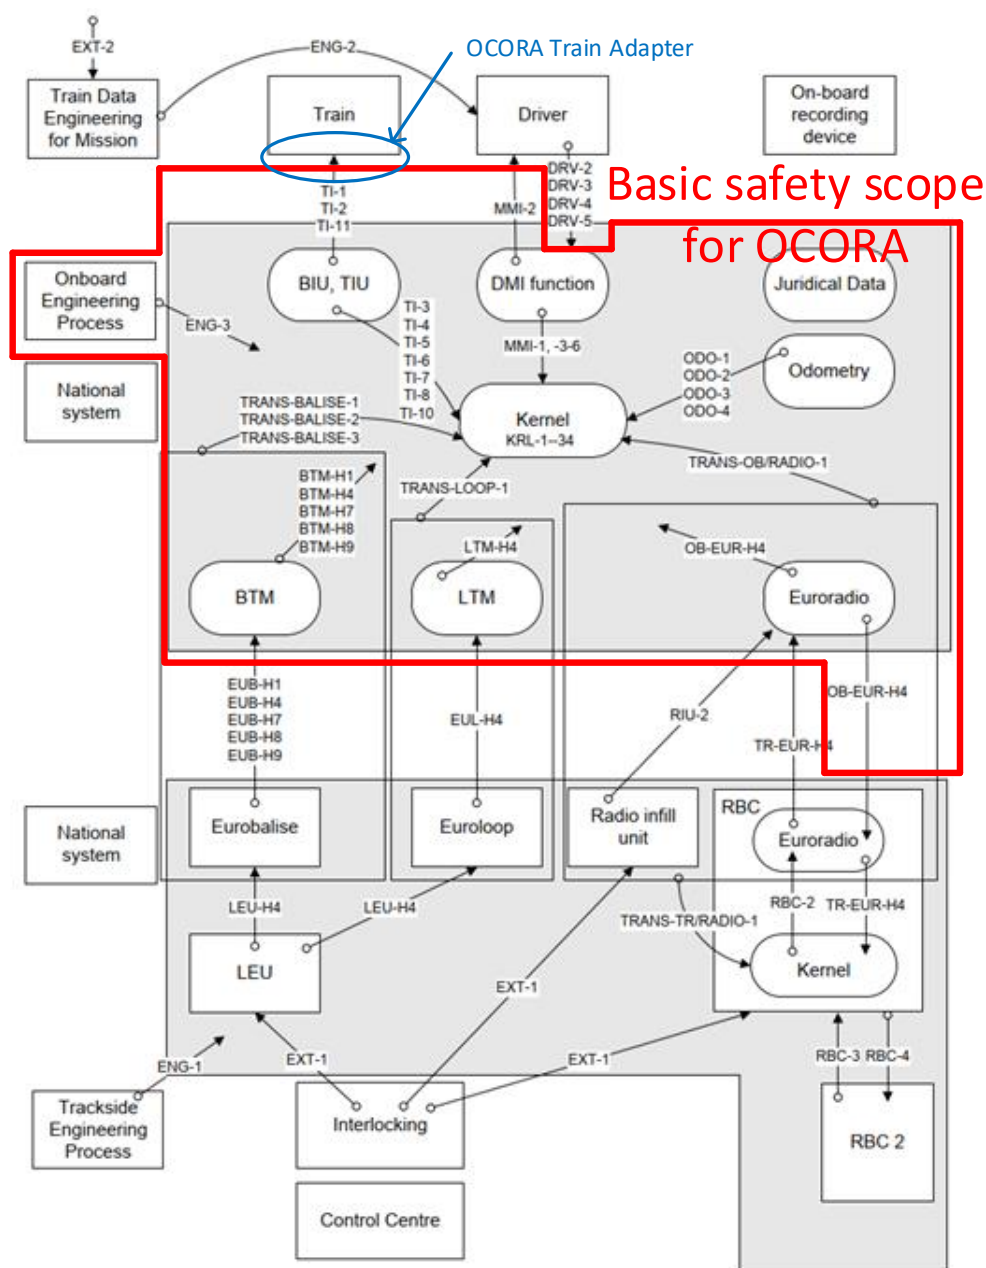 EXT-2
ENG-2
OCORA Train Adapter
Train Data
Engineering
for Mission
Train
Driver
On-board
recording
device
TI-1
TI-2
TI-11
MMI-2
DRV-2
DRV-3
DRV-4
DRV-5
Basic safety scope
for OCORA
Onboard
Engineering
Process
ENG-3
BIU, TIU
DMI function
Juridical Data
TI-3
TI-4
TI-5
TI-6
TI-7
TI-8
TI-10
MMI-1, -3-6
ODO-1
ODO-2
ODO-3
ODO-4
Odometry
National
system
TRANS-BALISE-1
TRANS-BALISE-2
TRANS-BALISE-3
Kernel
KRL-1--34
TRANS-OB/RADIO-1
BTM-H1
BTM-H4
BTM-H7
BTM-H8
BTM-H9
TRANS-LOOP-1
LTM-H4
OB-EUR-H4
BTM
LTM
Euroradio
EUB-H1
EUB-H4
EUB-H7
EUB-H8
EUB-H9
EUL-H4
RIU-2
OB-EUR-H4
TR-EUR-H4
National
system
Eurobalise
Euroloop
Radio infill
unit
RBC
Euroradio
LEU-H4
LEU-H4
TRANS-TR/RADIO-1
RBC-2
TR-EUR-H4
LEU
Kernel
EXT-1
ENG-1
EXT-1
EXT-1
RBC-3
RBC-4
Trackside
Engineering
Process
Interlocking
RBC 2
Control Centre